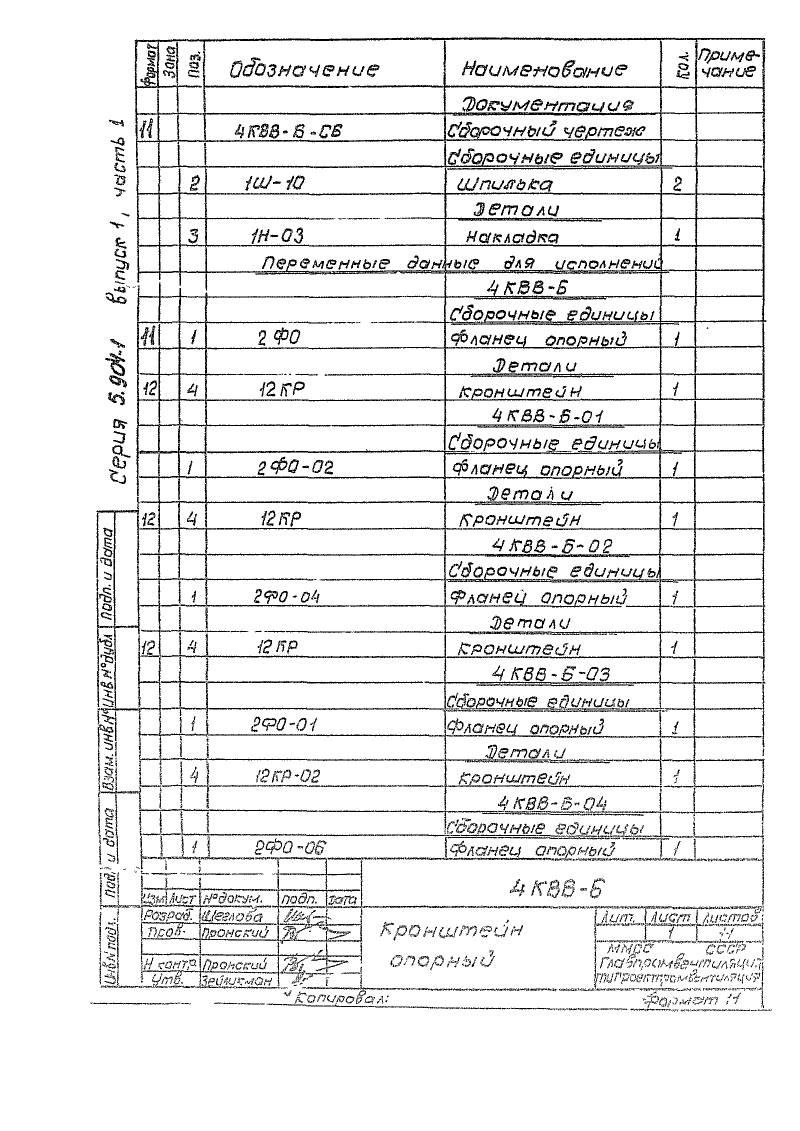 Формат Зона Поз. Обозначение Наименование Кол. Примечание
Документация
11 4КВВ-Б-СБ Сборочный чертеж
Сборочные единицы
2 1Ш-10 Шпилька 2
Детали
3 1Н-03 Накладка 1
Переменные данные для исполнений
4КВВ-Б
Сборочные единицы
11 1 2ФО Фланец опорный 1
Детали
12 4 12КР Кронштейн 1
4КВВ-Б-01
Сборочные единицы
1 2ФО-02 Фланец опорный 1
Детали
12 4 12КР Кронштейн 1
4КВВ-Б-02
Сборочные единицы
1 2ФО-04 Фланец опорный 1
Детали
12 4 12КР Кронштейн 1
4КВВ-Б-03
Сборочные единицы
1 2ФО-01 Фланец опорный 1
Детали
4 12КР-02 Кронштейн 1
4КВВ-Б-04
Сборочные единицы
1 2ФО-06 Фланец опорный 1
Серия 5.904-1 выпуск 1, часть 1
Подп. и дата
Инв.N°дубл
Взам.инв.N°
Подп. и дата
Инв.N подл.
Изм Лист N°докум. Подп. Дата
4КВВ-Б
Разраб. Щеглова
Пров. Пронский
Н контр Пронский
Утв. Зейликман
Кронштейн
опорный
Лит. Лист Листов
1
ММСС СССР
Главпромвентиляция
Копировал:
Формат 11